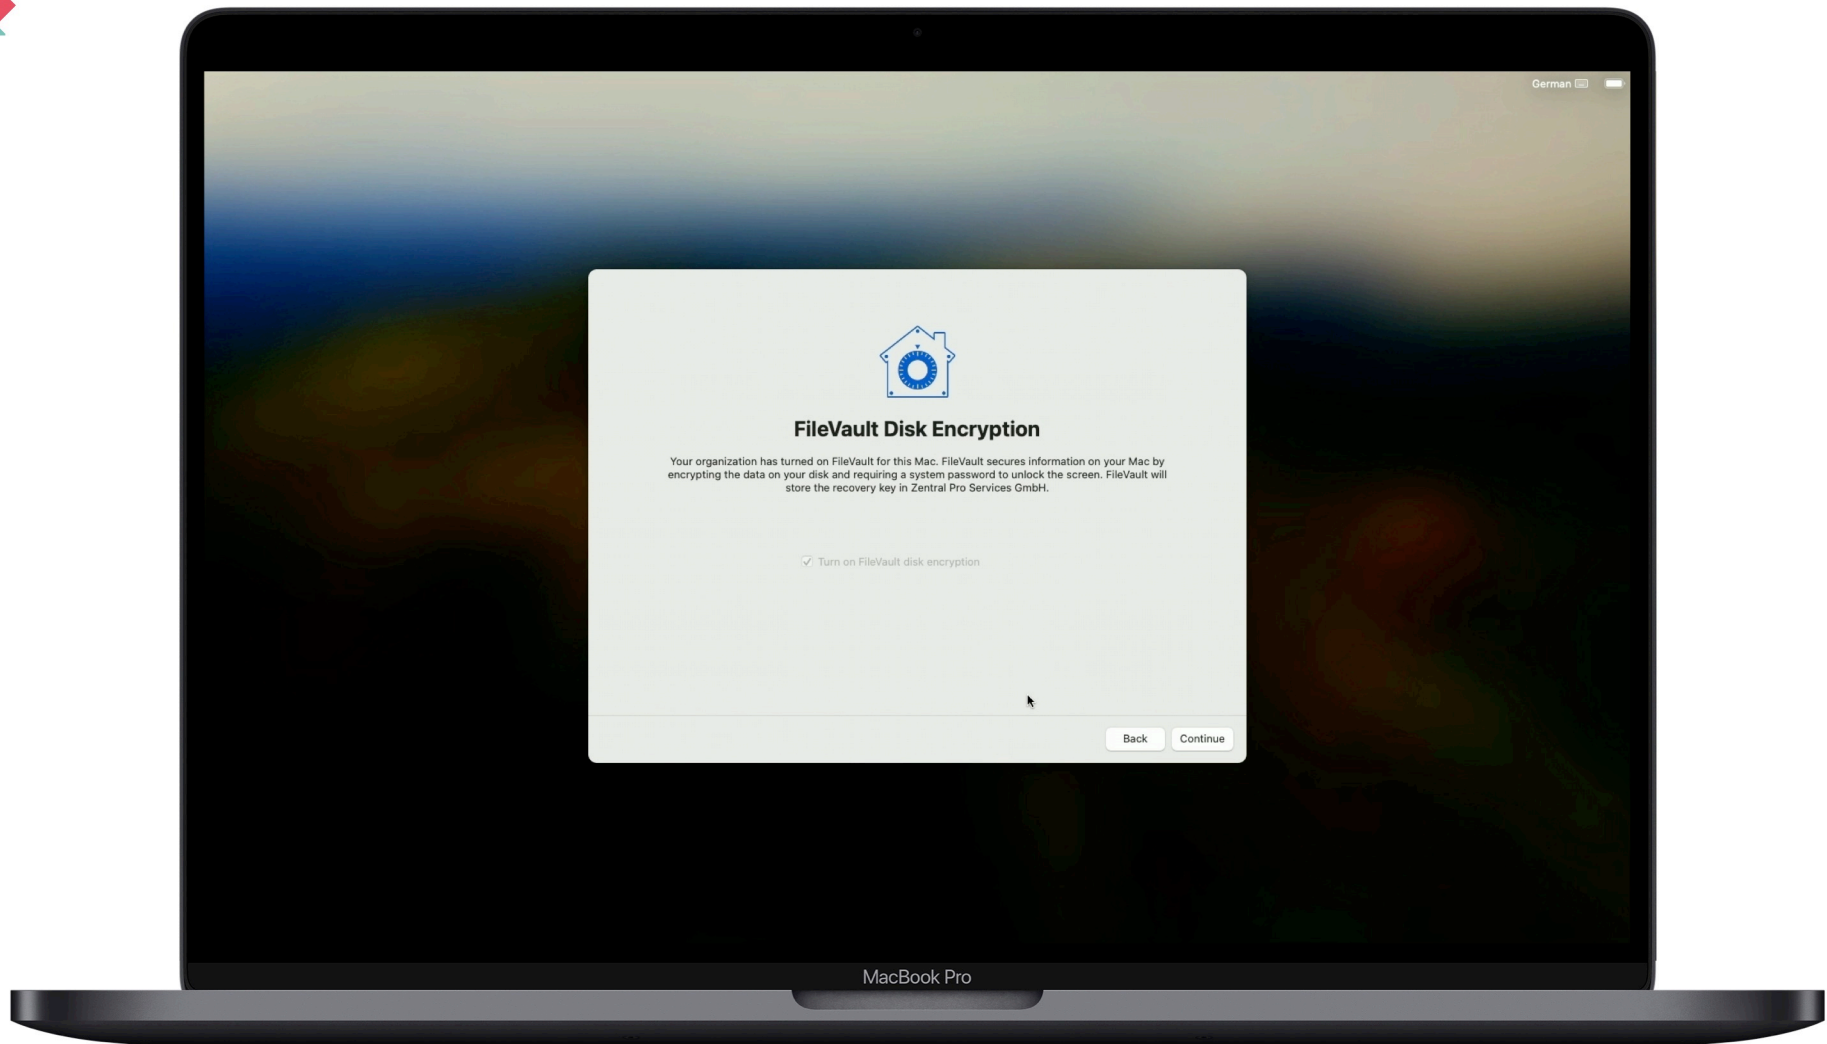 German
FileVault Disk Encryption
Your organization has turned on FileVault for this Mac. FileVault secures information on your Mac by
encrypting the data on your disk and requiring a system password to unlock the screen. FileVault will
store the recovery key in Zentral Pro Services GmbH.
Turn on FileVault disk encryption
Back
Continue
MacBook Pro